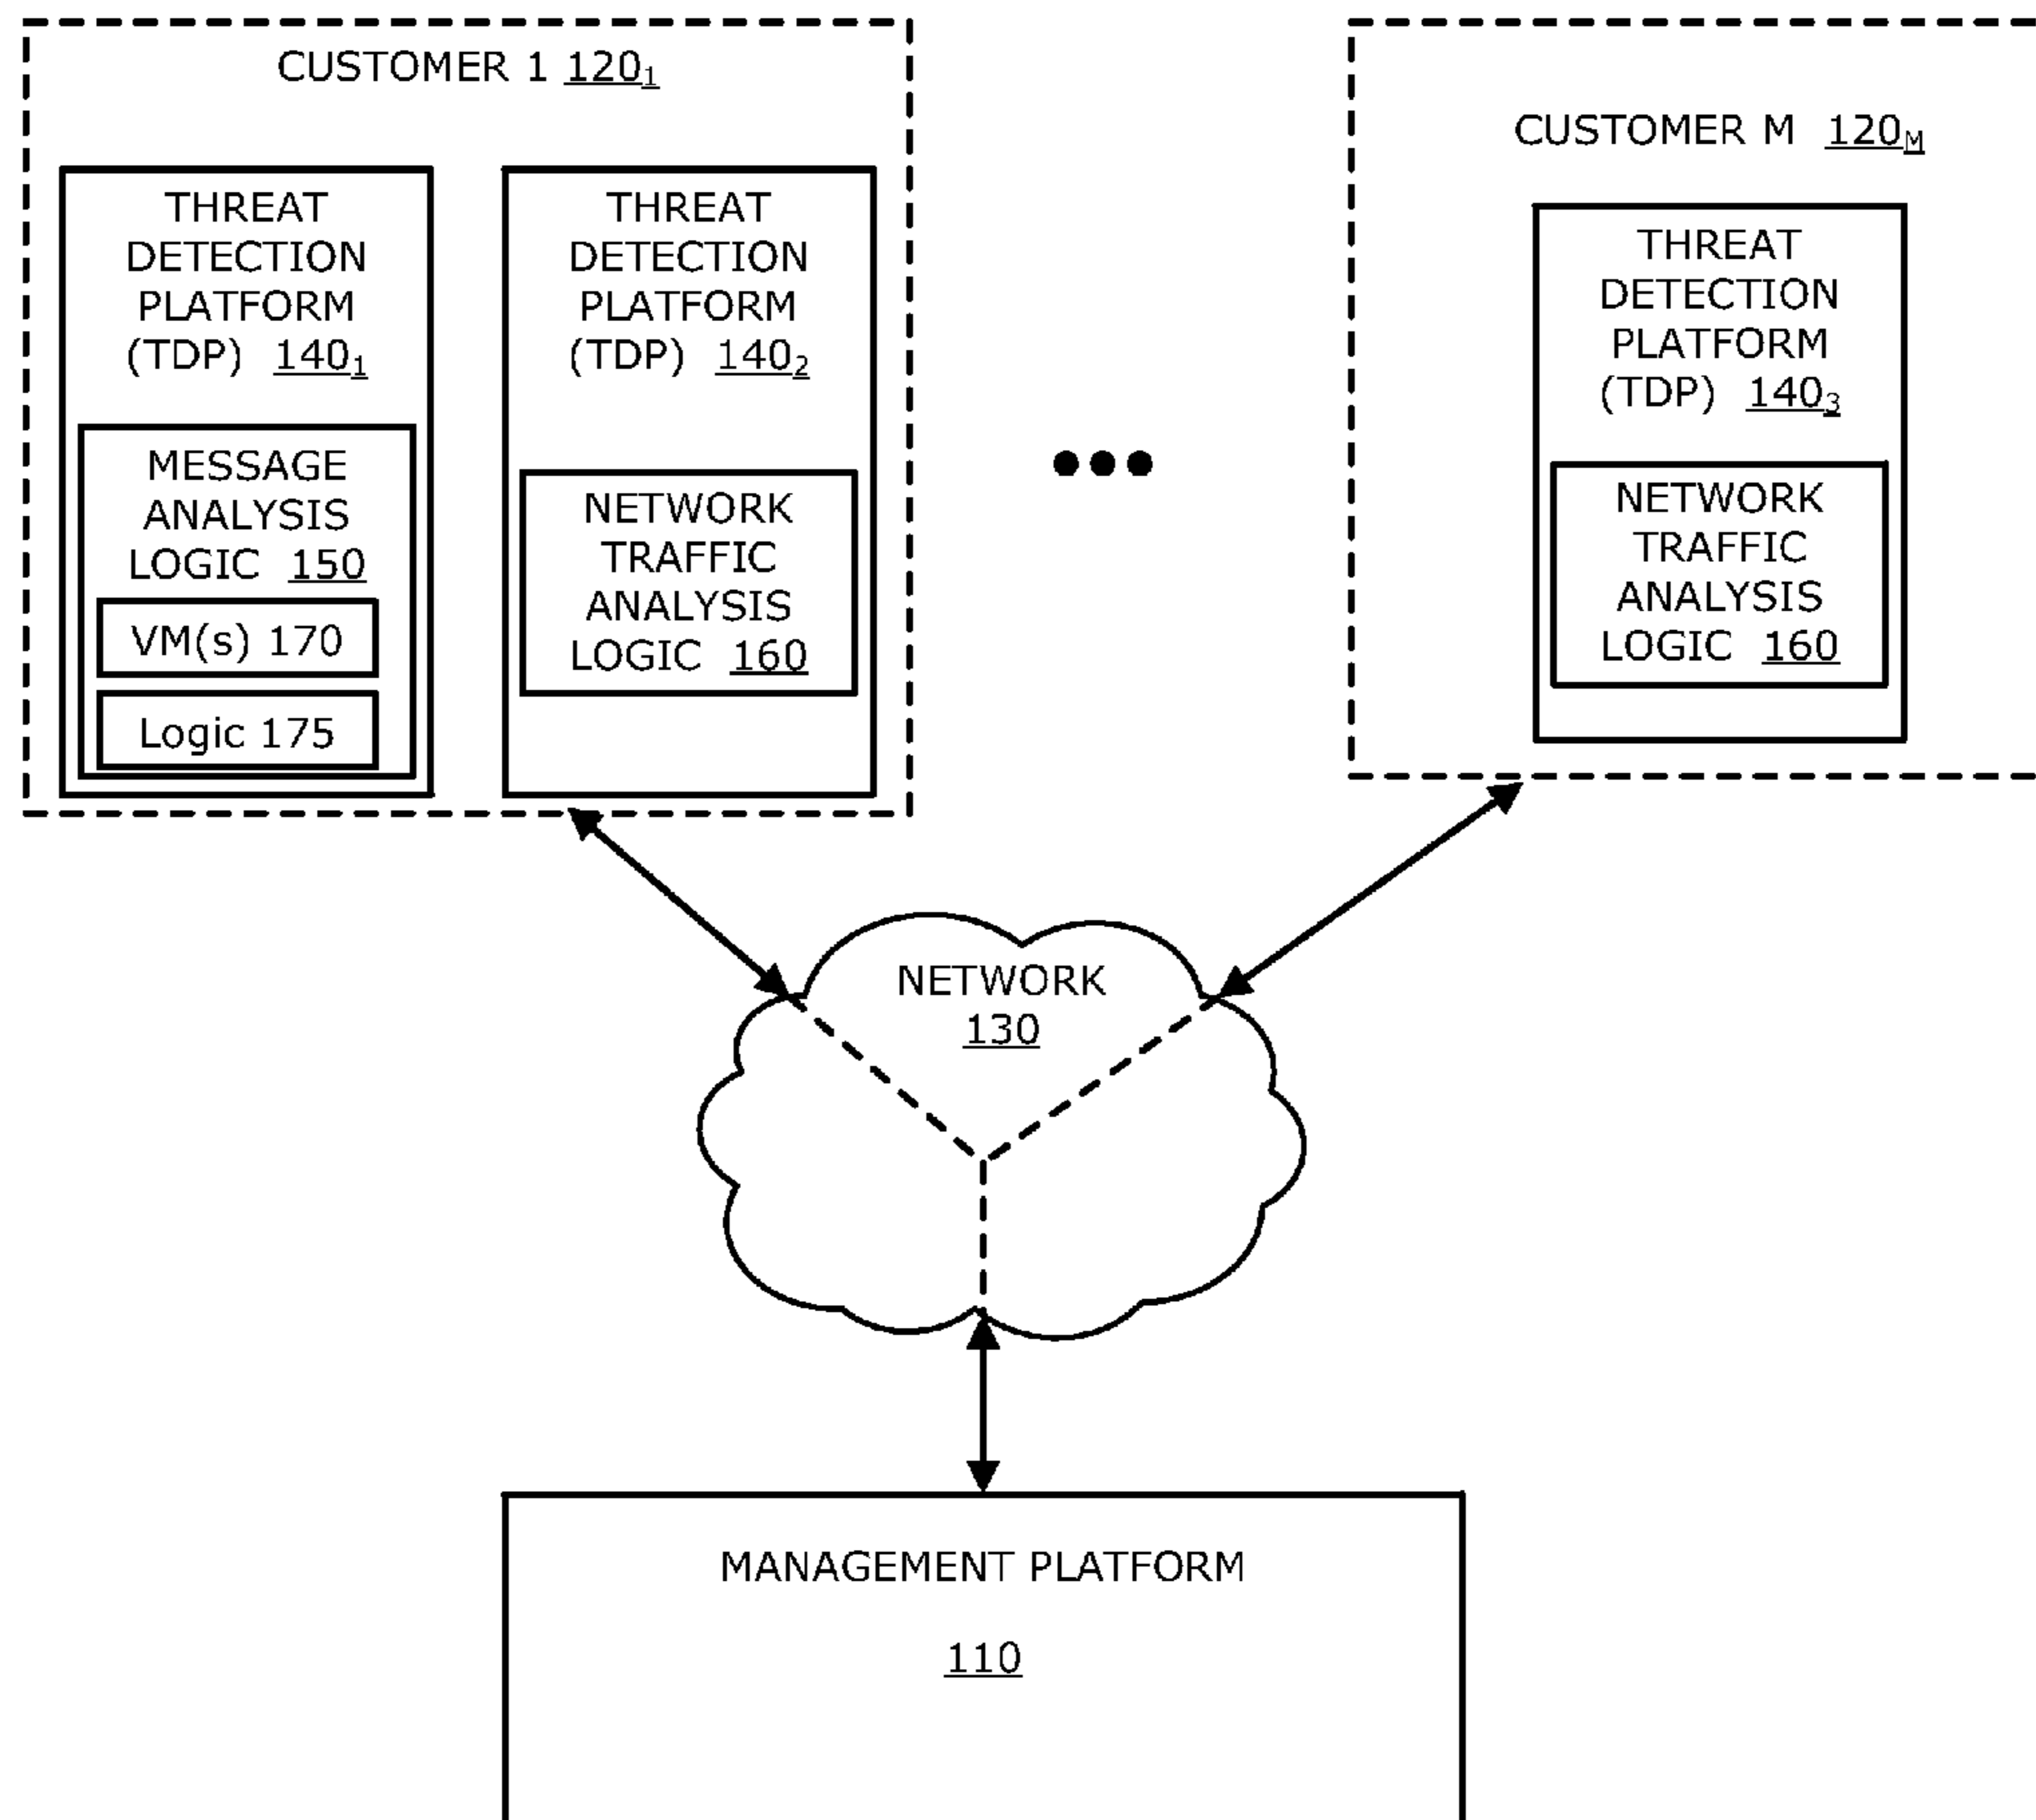 CUSTOMER 1 120₁
THREAT
DETECTION
PLATFORM
(TDP) 140₁
MESSAGE
ANALYSIS
LOGIC 150
VM(s) 170
Logic 175
THREAT
DETECTION
PLATFORM
(TDP) 140₂
NETWORK
TRAFFIC
ANALYSIS
LOGIC 160
CUSTOMER M 120M
THREAT
DETECTION
PLATFORM
(TDP) 140₃
NETWORK
TRAFFIC
ANALYSIS
LOGIC 160
NETWORK
130
MANAGEMENT PLATFORM
110